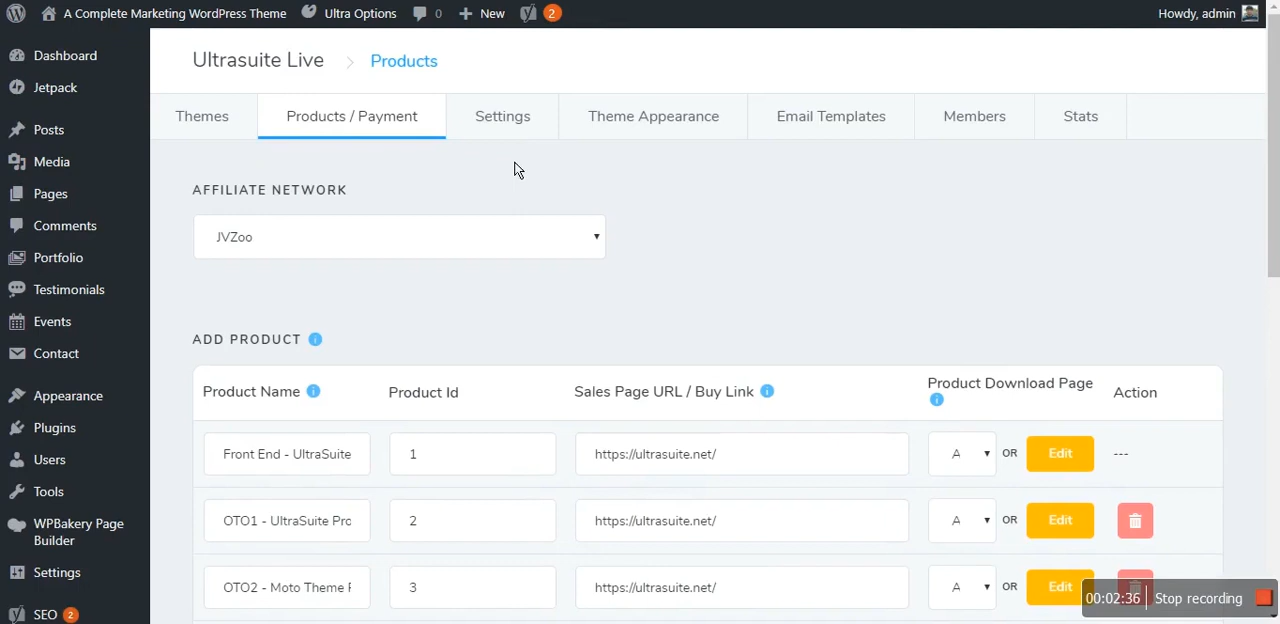 A Complete Marketing WordPress Theme Ultra Options 0 New 2 Howdy, admin
Dashboard
Jetpack
Posts
Media
Pages
Comments
Portfolio
Testimonials
Events
Contact
Appearance
Plugins
Users
Tools
WPBakery Page
Builder
Settings
SEO 2
Ultrasuite Live Products
Themes Products / Payment Settings Theme Appearance Email Templates Members Stats
AFFILIATE NETWORK
JVZoo
ADD PRODUCT
Product Name Product Id Sales Page URL / Buy Link Product Download Page Action
Front End - UltraSuite 1 https://ultrasuite.net/ A OR Edit ---
OTO1 - UltraSuite Pro 2 https://ultrasuite.net/ A OR Edit
OTO2 - Moto Theme 3 https://ultrasuite.net/ A OR Edit
00:02:36 Stop recording